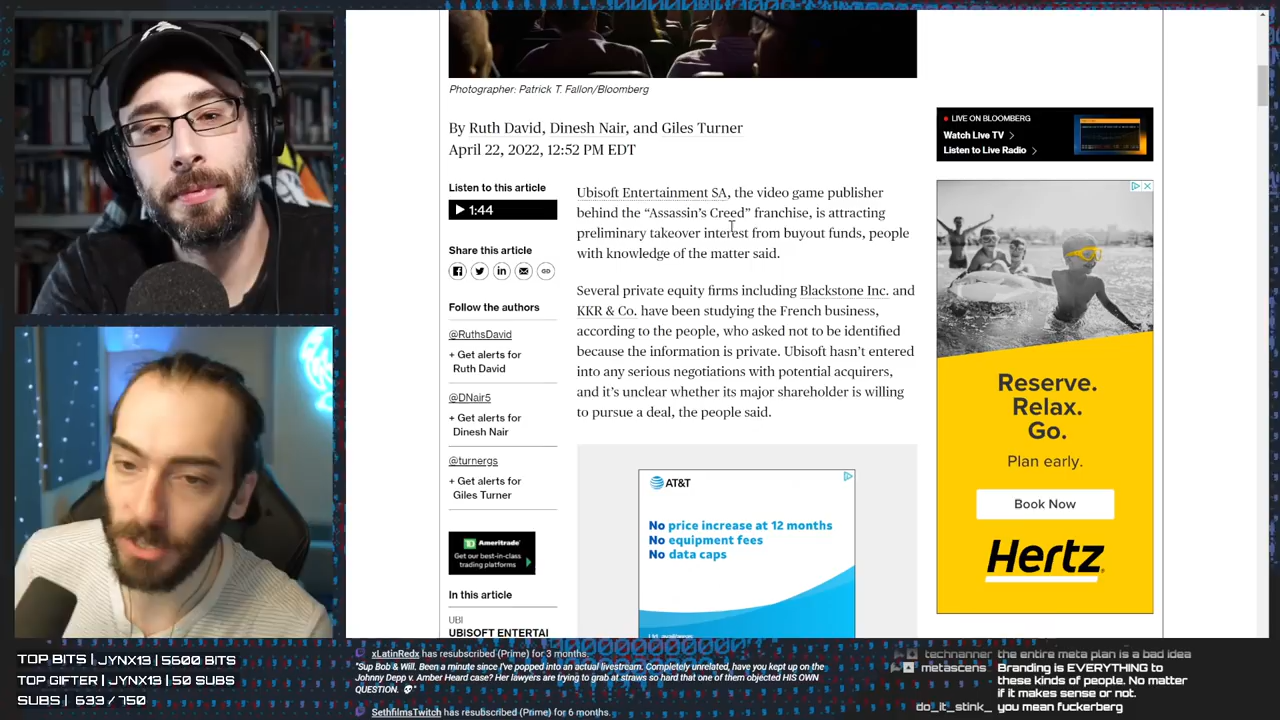 Photographer: Patrick T. Fallon/Bloomberg
By Ruth David, Dinesh Nair, and Giles Turner
April 22, 2022, 12:52 PM EDT
Listen to this article
1:44
Share this article
Follow the authors
@RuthsDavid
+ Get alerts for
Ruth David
@DNair5
+ Get alerts for
Dinesh Nair
@turnergs
+ Get alerts for
Giles Turner
Ameritrade
Get our best-in-class
trading platforms
In this article
UBI
UBISOFT ENTERTAI
Ubisoft Entertainment SA, the video game publisher
behind the “Assassin’s Creed” franchise, is attracting
preliminary takeover interest from buyout funds, people
with knowledge of the matter said.
Several private equity firms including Blackstone Inc. and
KKR & Co. have been studying the French business,
according to the people, who asked not to be identified
because the information is private. Ubisoft hasn’t entered
into any serious negotiations with potential acquirers,
and it’s unclear whether its major shareholder is willing
to pursue a deal, the people said.
AT&T
No price increase at 12 months
No equipment fees
No data caps
LIVE ON BLOOMBERG
Watch Live TV
Listen to Live Radio
Reserve.
Relax.
Go.
Plan early.
Book Now
Hertz
TOP BITS | JYNX13 | 5600 BITS
TOP GIFTER | JYNX13 | 50 SUBS
SUBS | 633 / 750
xLatinRedx has resubscribed (Prime) for 3 months.
"Sup Bob & Will. Been a minute since I've popped into an actual livestream. Completely unrelated, have you kept up on the
Johnny Depp v. Amber Heard case? Her lawyers are trying to grab at straws so hard that one of them objected HIS OWN
QUESTION.
SethfilmsTwitch has resubscribed (Prime) for 6 months.
technanner the entire meta plan is a bad idea
metascens Branding is EVERYTHING to
these kinds of people. No matter
if it makes sense or not.
do_it_stink_ you mean fuckerberg